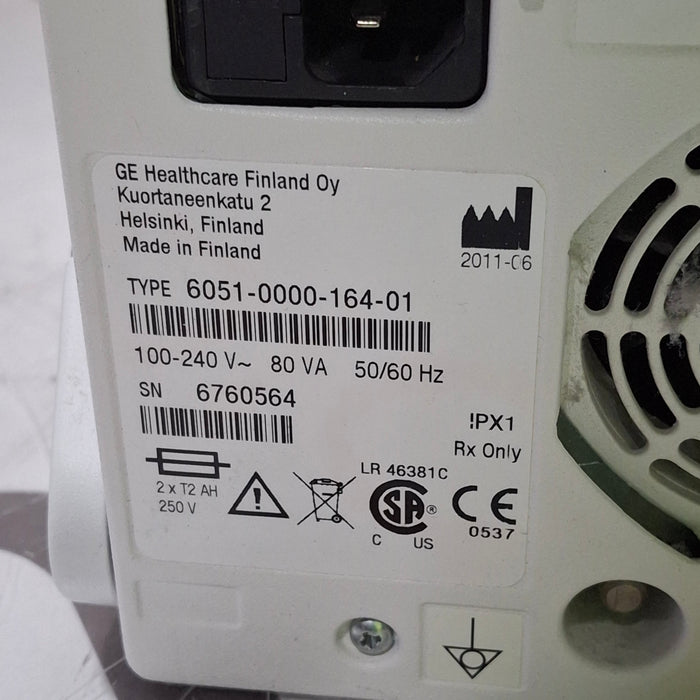 GE Healthcare Finland Oy
Kuortaneenkatu 2
Helsinki, Finland
Made in Finland
2011-06
TYPE 6051-0000-164-01
100-240 V~ 80 VA 50/60 Hz
SN 6760564
IPX1
Rx Only
LR 46381C
2 x T2 AH
250 V
SA ®
C US
CE
0537